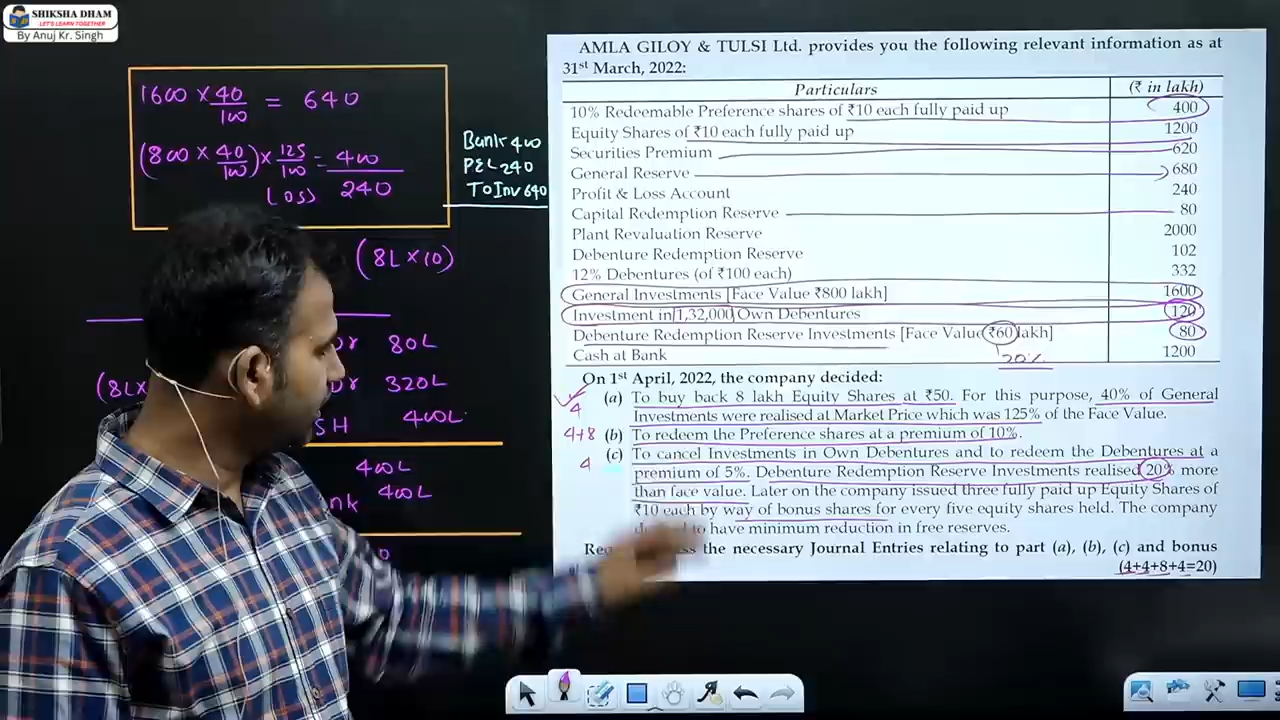 SHIKSHA DHAM
LET'S LEARN TOGETHER
By Anuj Kr. Singh
1600 × 40/100 = 640
(800 × 40/100) × 125/100 = 400
Loss 240
Bank 400
P&L 240
To Inv 640
(8L×10)
80L
(8L×
320L
SH 400L
400L
400L
AMLA GILOY & TULSI Ltd. provides you the following relevant information as at
31st March, 2022:
Particulars (₹ in lakh)
10% Redeemable Preference shares of ₹10 each fully paid up 400
Equity Shares of ₹10 each fully paid up 1200
Securities Premium 620
General Reserve 680
Profit & Loss Account 240
Capital Redemption Reserve 80
Plant Revaluation Reserve 2000
Debenture Redemption Reserve 102
12% Debentures (of ₹100 each) 332
General Investments [Face Value ₹800 lakh] 1600
Investment in 1,32,000 Own Debentures 120
Debenture Redemption Reserve Investments [Face Value ₹60 lakh] 80
20%
Cash at Bank 1200
On 1st April, 2022, the company decided:
4 (a) To buy back 8 lakh Equity Shares at ₹50. For this purpose, 40% of General
Investments were realised at Market Price which was 125% of the Face Value.
4+8 (b) To redeem the Preference shares at a premium of 10%.
4 (c) To cancel Investments in Own Debentures and to redeem the Debentures at a
premium of 5%. Debenture Redemption Reserve Investments realised 20% more
than face value. Later on the company issued three fully paid up Equity Shares of
₹10 each by way of bonus shares for every five equity shares held. The company
to have minimum reduction in free reserves.
the necessary Journal Entries relating to part (a), (b), (c) and bonus
(4+4+8+4=20)